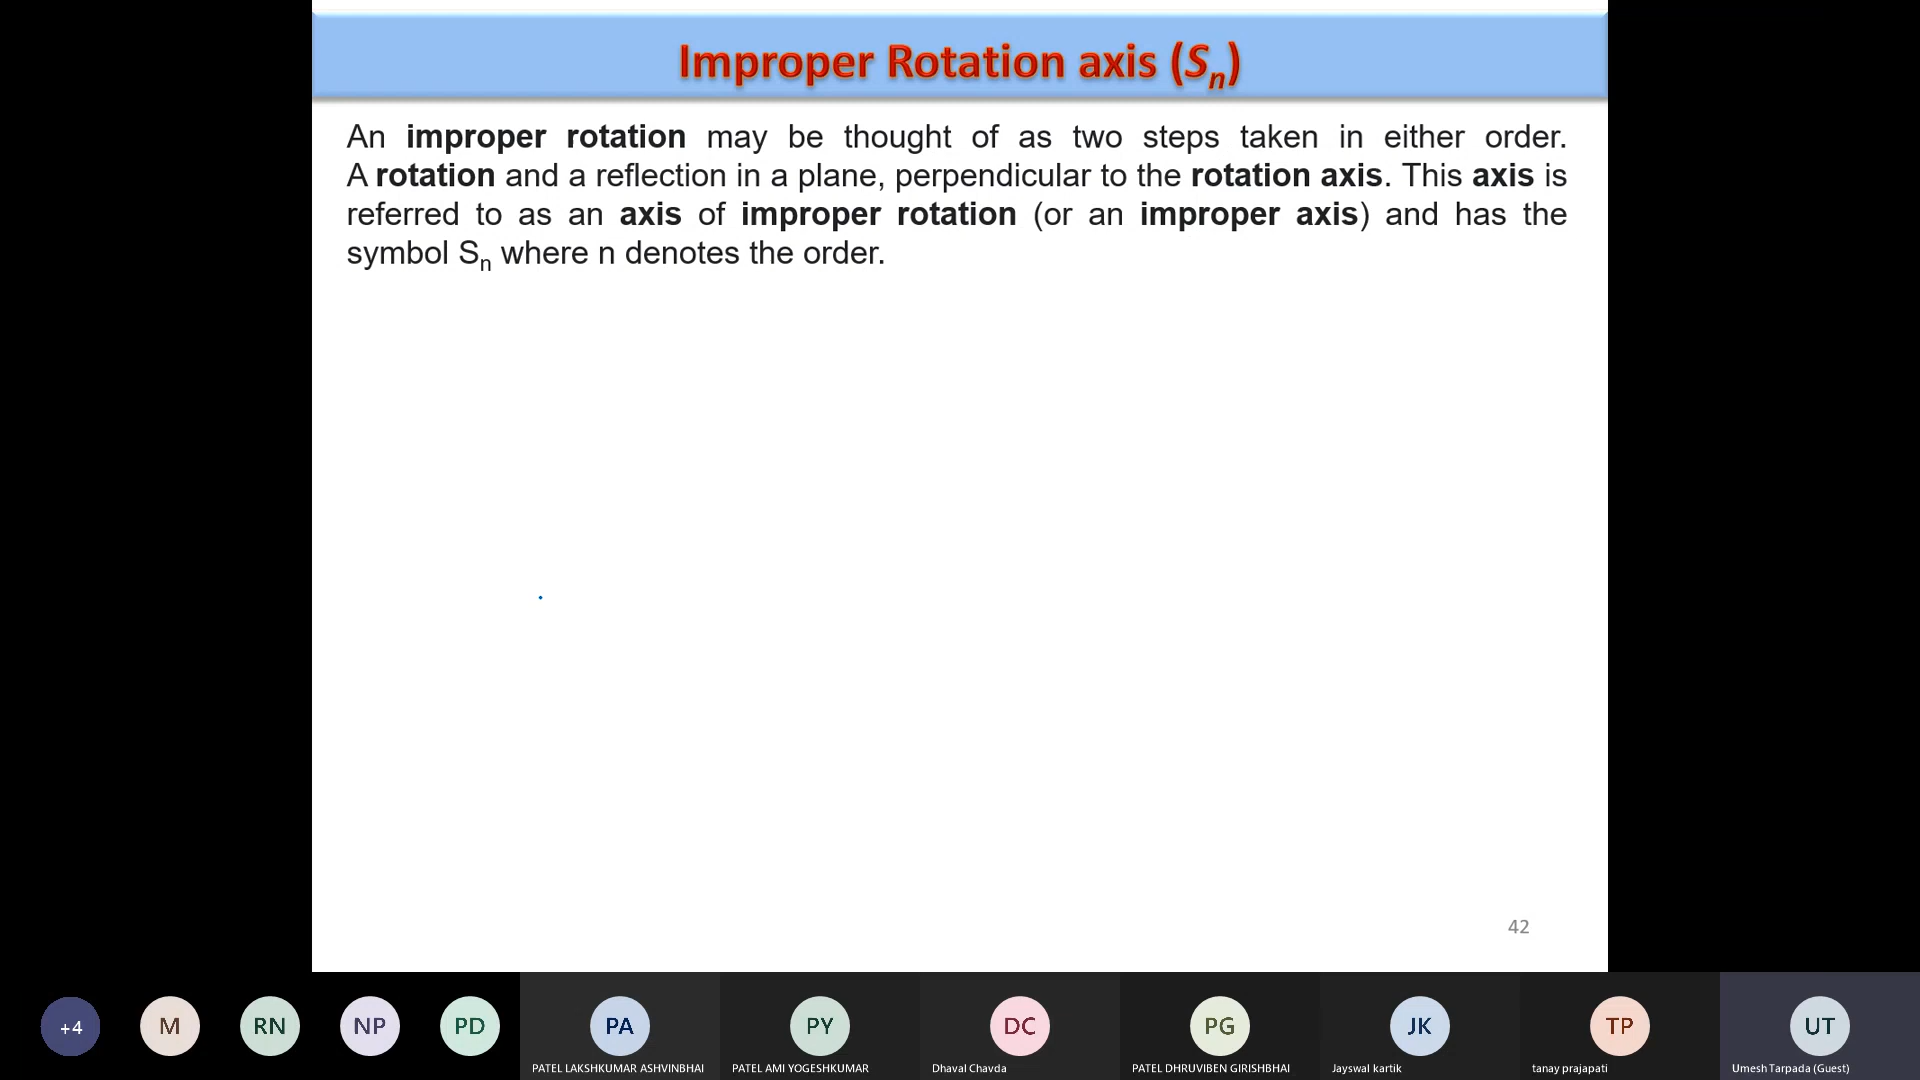 Improper Rotation axis (Sn)
An improper rotation may be thought of as two steps taken in either order.
A rotation and a reflection in a plane, perpendicular to the rotation axis. This axis is
referred to as an axis of improper rotation (or an improper axis) and has the
symbol Sn where n denotes the order.
42
+4 M RN NP PD PA PY DC PG JK TP UT
PATEL LAKSHKUMAR ASHVINBHAI PATEL AMI YOGESHKUMAR Dhaval Chavda PATEL DHRUVIBEN GIRISHBHAI Jayswal kartik tanay prajapati Umesh Tarpada (Guest)